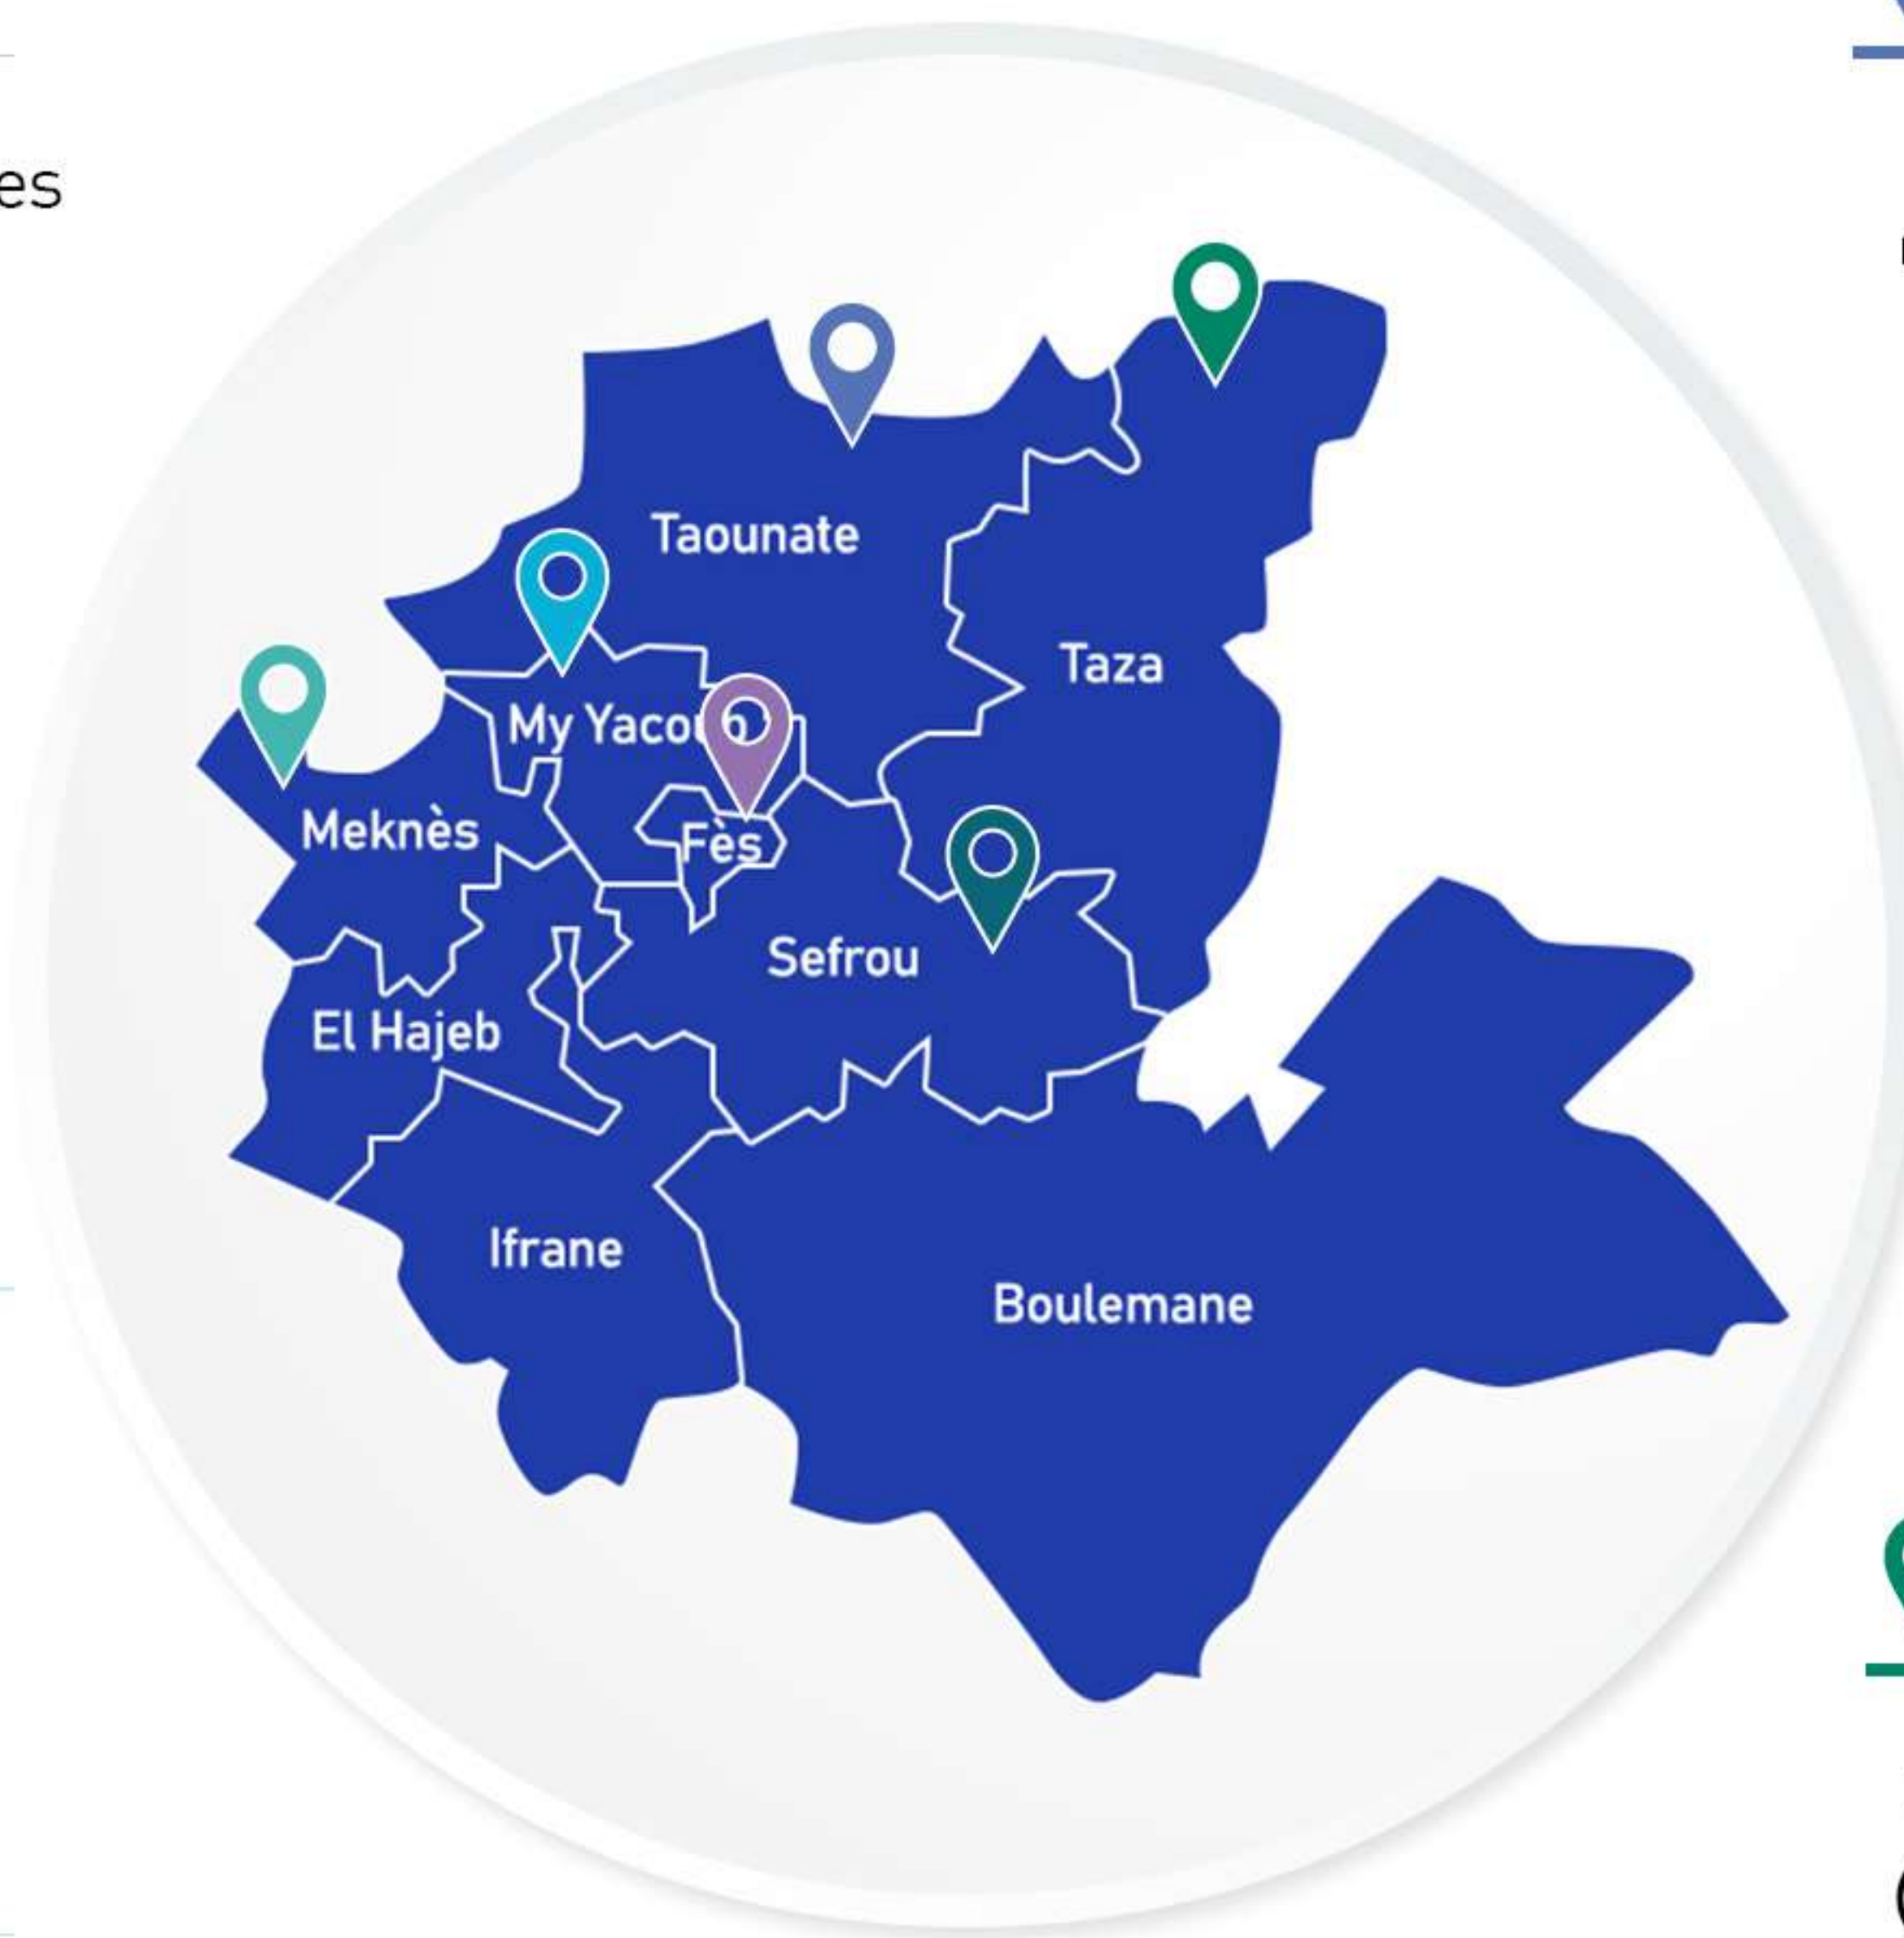 es
Taounate
Taza
My Yacoub
Meknès
Fès
Sefrou
El Hajeb
Ifrane
Boulemane